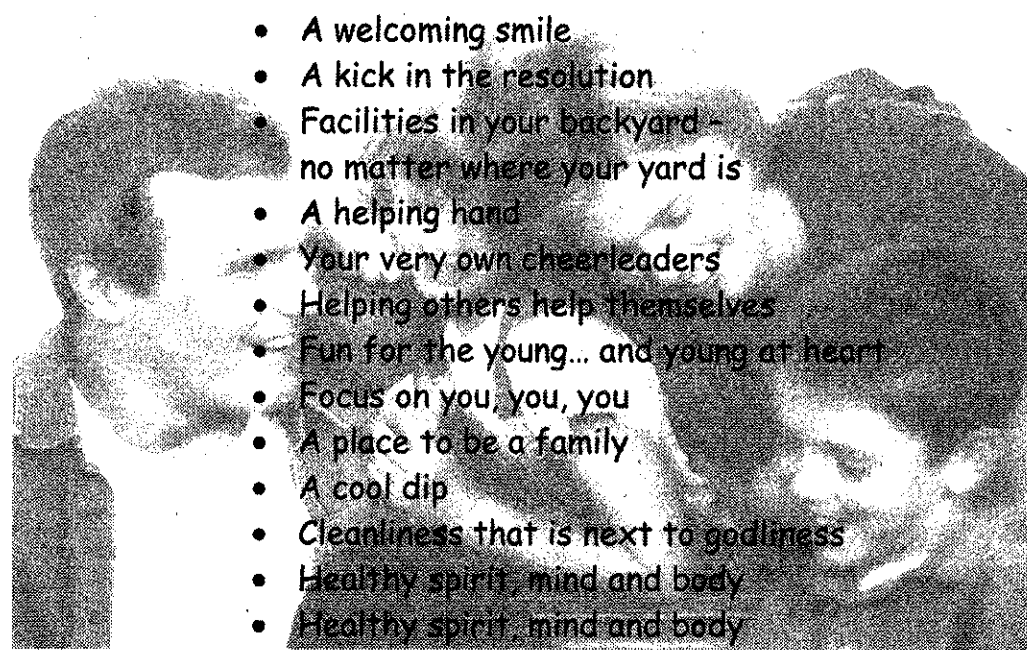 • A welcoming smile
• A kick in the resolution
• Facilities in your backyard –
no matter where your yard is
• A helping hand
• Your very own cheerleaders
• Helping others help themselves
• Fun for the young... and young at heart
• Focus on you, you, you
• A place to be a family
• A cool dip
• Cleanliness that is next to godliness
• Healthy spirit, mind and body
• Healthy spirit, mind and body